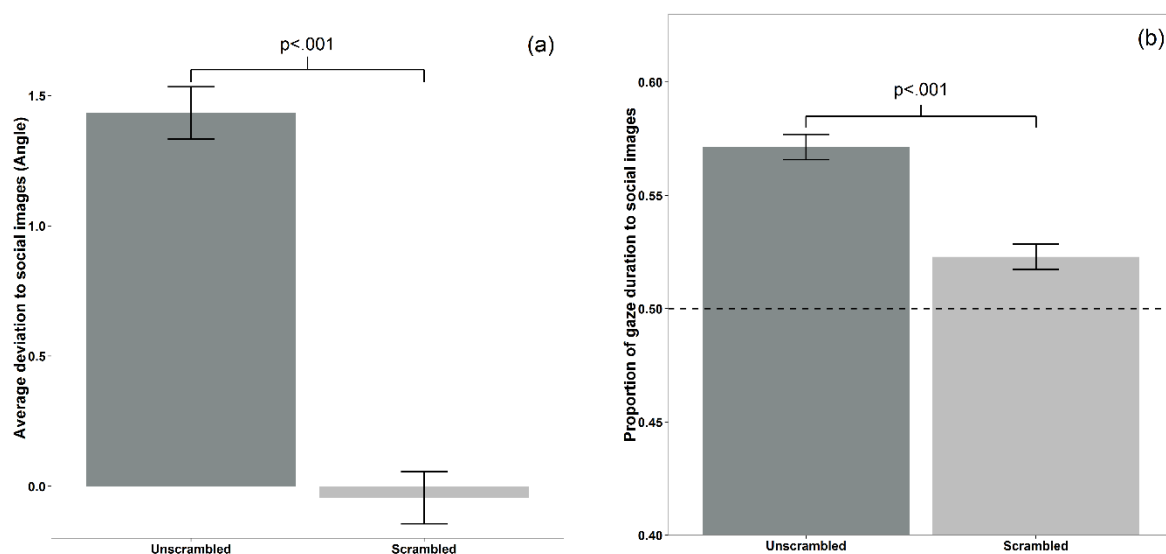 (a)
p<.001
Average deviation to social images (Angle)
1.5
1.0
0.5
0.0
Unscrambled
Scrambled
(b)
p<.001
Proportion of gaze duration to social images
0.60
0.55
0.50
0.45
0.40
Unscrambled
Scrambled